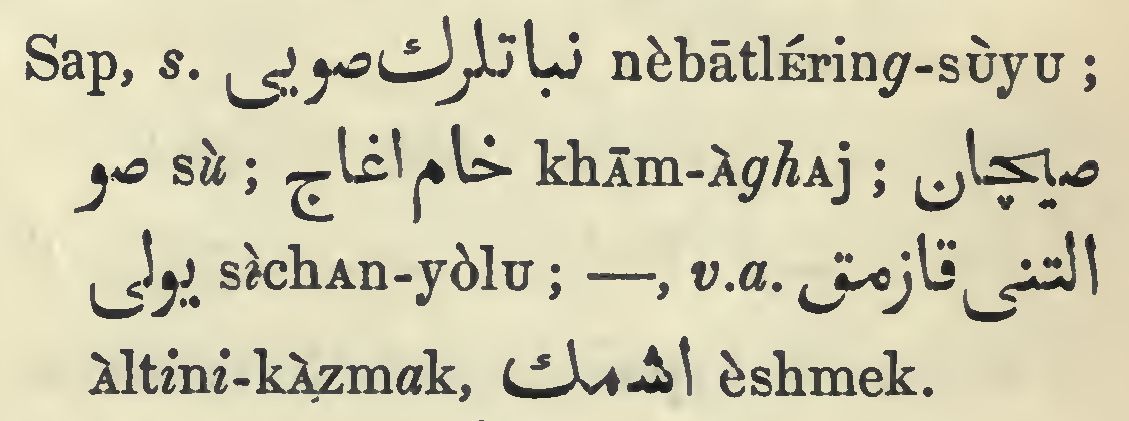 Sap, s. نباتلرك صويى nèbātlÉring-sùyU ;
صو sù ; خام اغاج khĀm-ÀghAj ; صيچان
يولى sìchAn-yòlU ; —, v.a. التنى قازمق
Àltini-kÀẓmak, اشمك èshmek.